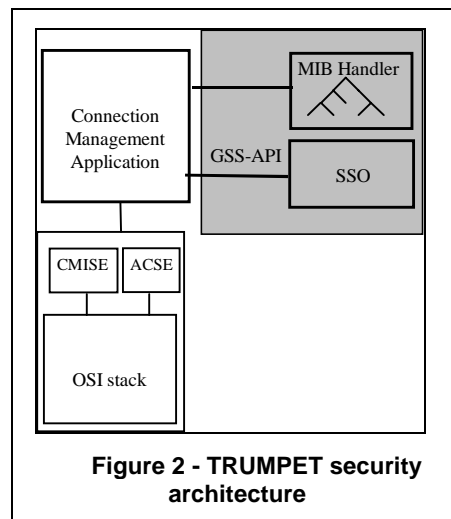 MIB Handler
Connection
Management
Application
GSS-API
SSO
CMISE
ACSE
OSI stack
Figure 2 - TRUMPET security
architecture